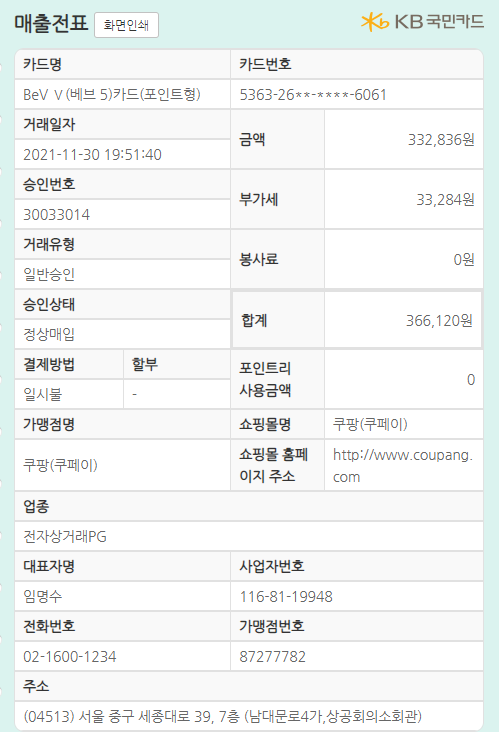 매출전표 화면인쇄 KB 국민카드
카드명 카드번호
BeV Ⅴ(베브 5)카드(포인트형) 5363-26**-****-6061
거래일자
2021-11-30 19:51:40
금액 332,836원
승인번호
30033014
부가세 33,284원
거래유형
일반승인
봉사료 0원
승인상태
정상매입
합계 366,120원
결제방법 할부
일시불 -
포인트리
사용금액
0
가맹점명
쿠팡(쿠페이)
쇼핑몰명 쿠팡(쿠페이)
쇼핑몰 홈페
이지 주소
http://www.coupang.
com
업종
전자상거래PG
대표자명 사업자번호
임명수 116-81-19948
전화번호 가맹점번호
02-1600-1234 87277782
주소
(04513) 서울 중구 세종대로 39, 7층 (남대문로4가,상공회의소회관)